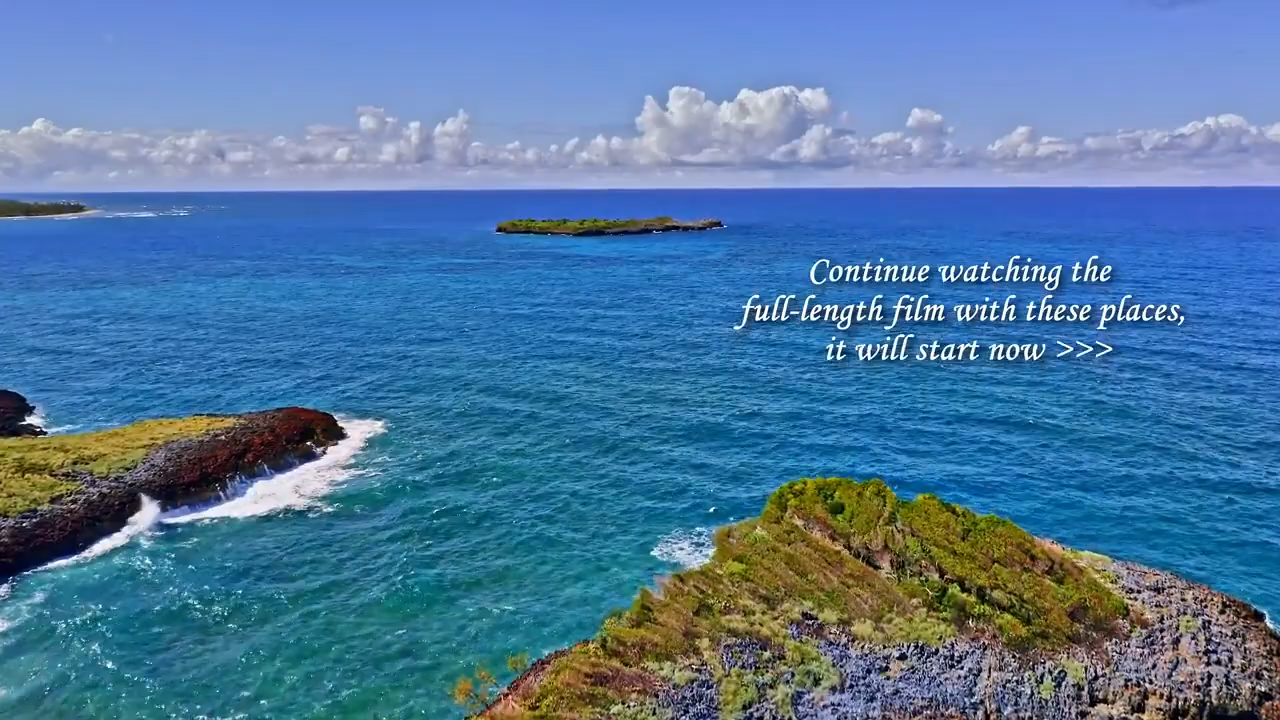 Continue watching the
full-length film with these places,
it will start now >>>